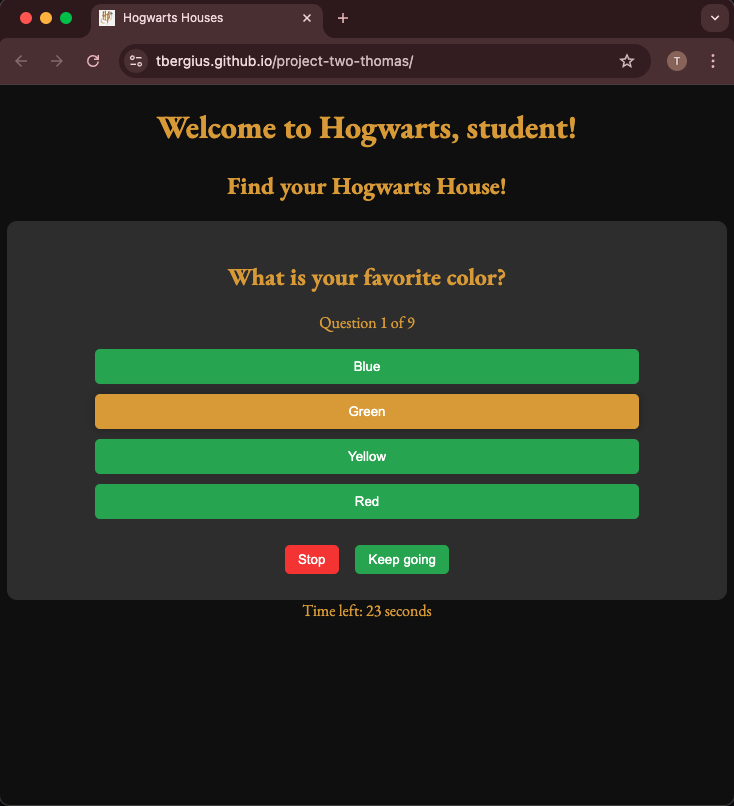 Hogwarts Houses
tbergius.github.io/project-two-thomas/
T
Welcome to Hogwarts, student!
Find your Hogwarts House!
What is your favorite color?
Question 1 of 9
Blue
Green
Yellow
Red
Stop Keep going
Time left: 23 seconds